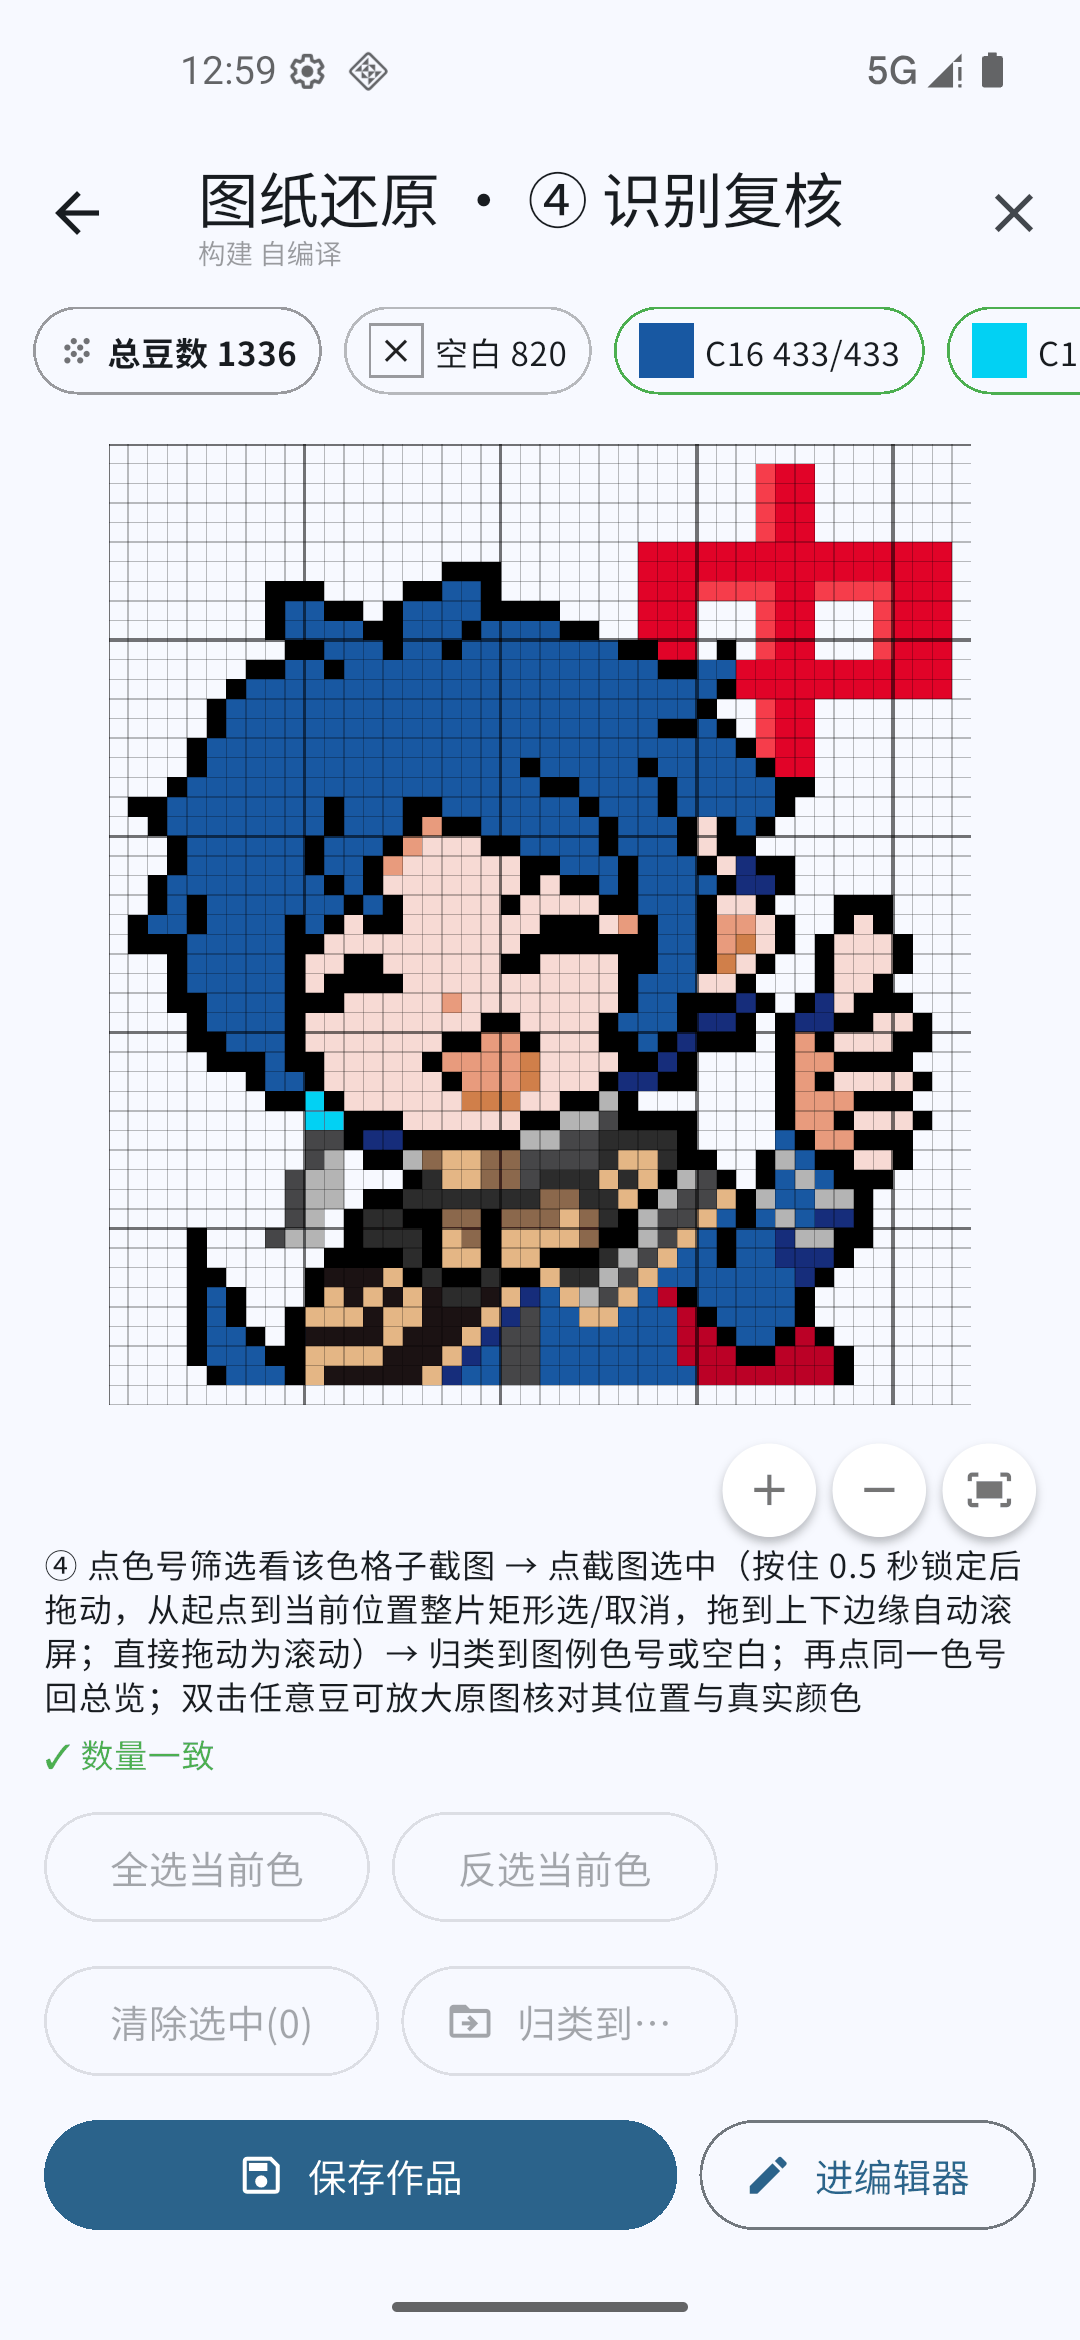 12:59
5G
图纸还原 · ④ 识别复核
构建 自编译
总豆数 1336
空白 820
C16 433/433
C1
中
④ 点色号筛选看该色格子截图 → 点截图选中（按住 0.5 秒锁定后
拖动，从起点到当前位置整片矩形选/取消，拖到上下边缘自动滚
屏；直接拖动为滚动）→ 归类到图例色号或空白；再点同一色号
回总览；双击任意豆可放大原图核对其位置与真实颜色
✓ 数量一致
全选当前色
反选当前色
清除选中(0)
归类到…
保存作品
进编辑器